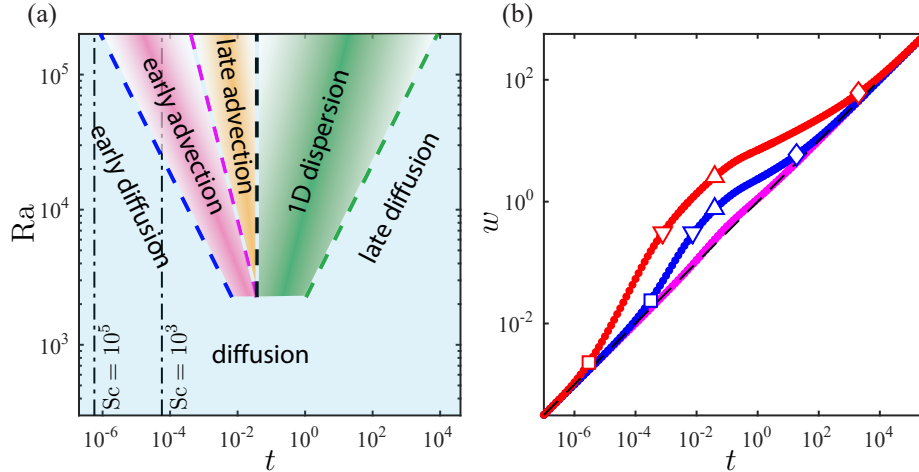 (a)
(b)
10^5
10^4
10^3
Ra
early diffusion
early advection
late advection
1D dispersion
late diffusion
diffusion
Sc = 10^5
Sc = 10^3
10^-6
10^-4
10^-2
10^0
10^2
10^4
t
10^2
10^0
10^-2
w
10^-6
10^-4
10^-2
10^0
10^2
10^4
t